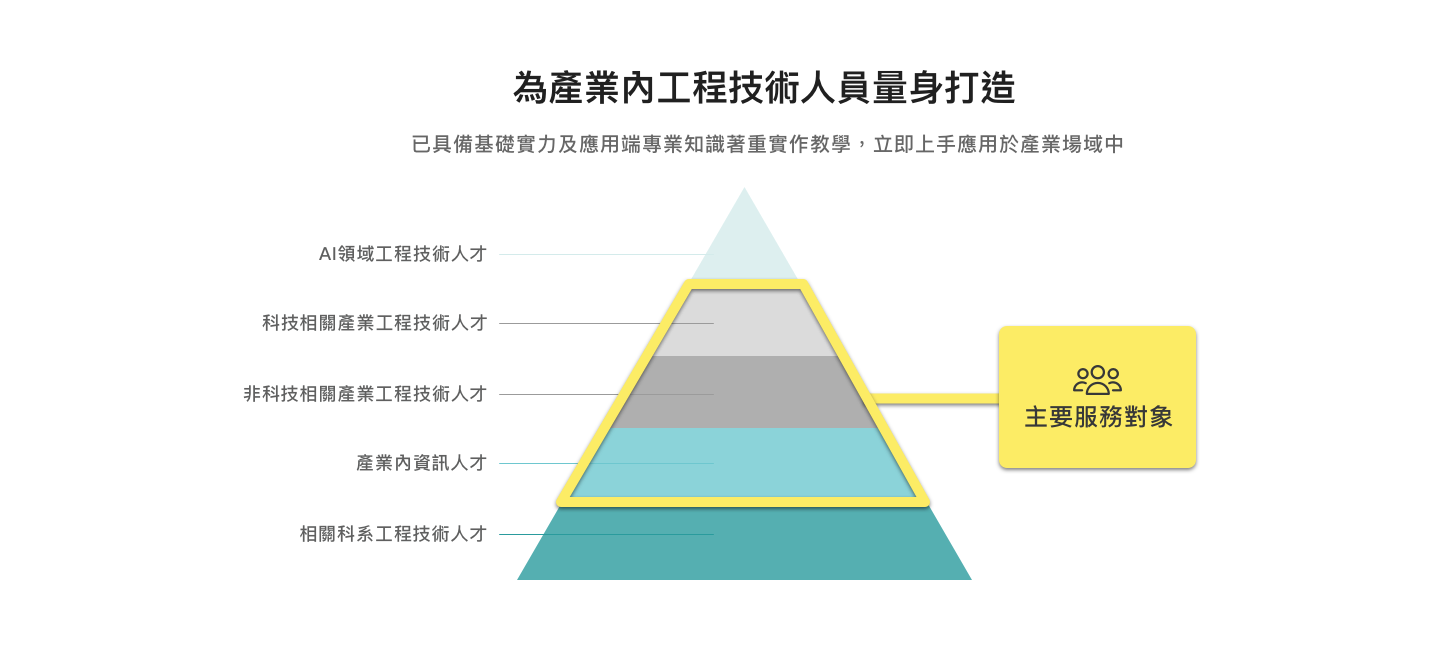 為產業內工程技術人員量身打造
已具備基礎實力及應用端專業知識著重實作教學，立即上手應用於產業場域中
AI領域工程技術人才
科技相關產業工程技術人才
非科技相關產業工程技術人才
主要服務對象
產業內資訊人才
相關科系工程技術人才